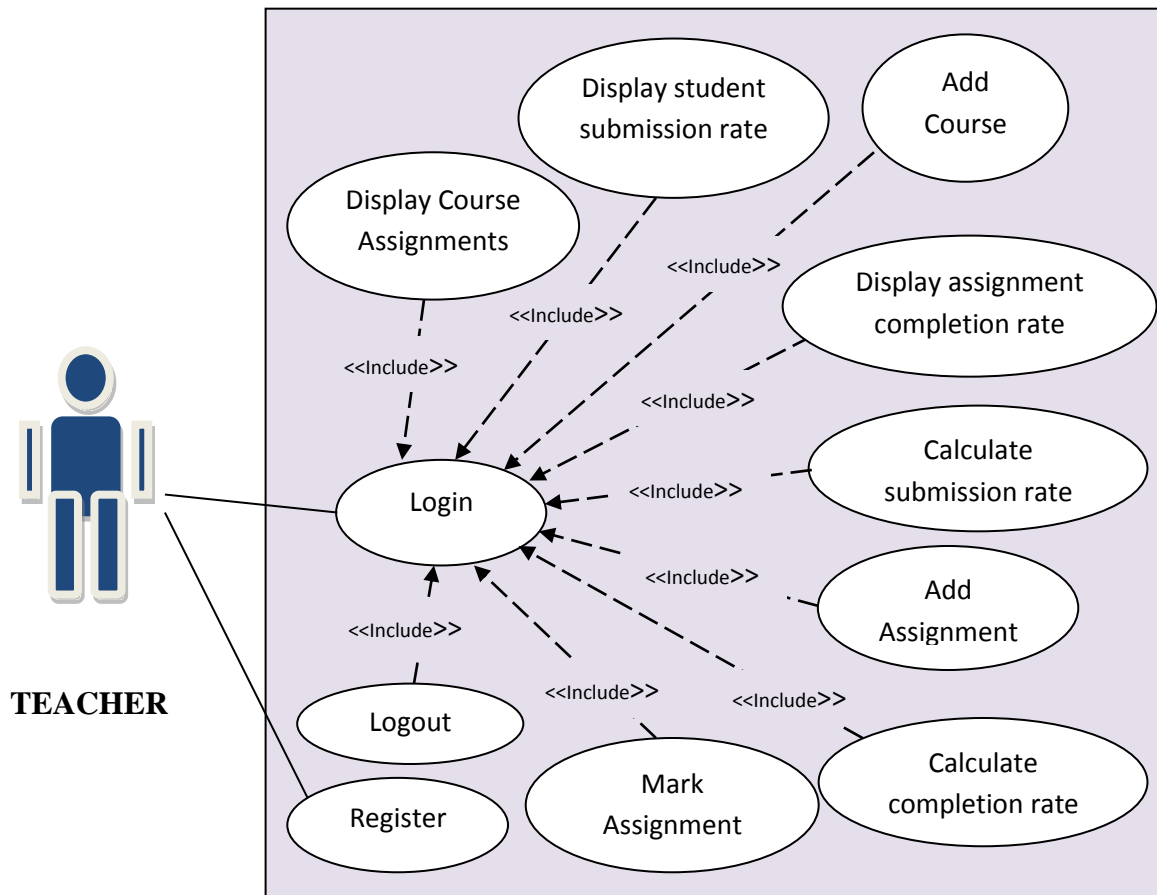 Display student
submission rate
Add
Course
Display Course
Assignments
<<Include>>
Display assignment
completion rate
<<Include>>
<<Include>>
<<Include>>
Calculate
submission rate
Login
<<Include>>
<<Include>>
Add
Assignment
<<Include>>
TEACHER
<<Include>>
<<Include>>
Logout
Mark
Assignment
Calculate
completion rate
Register